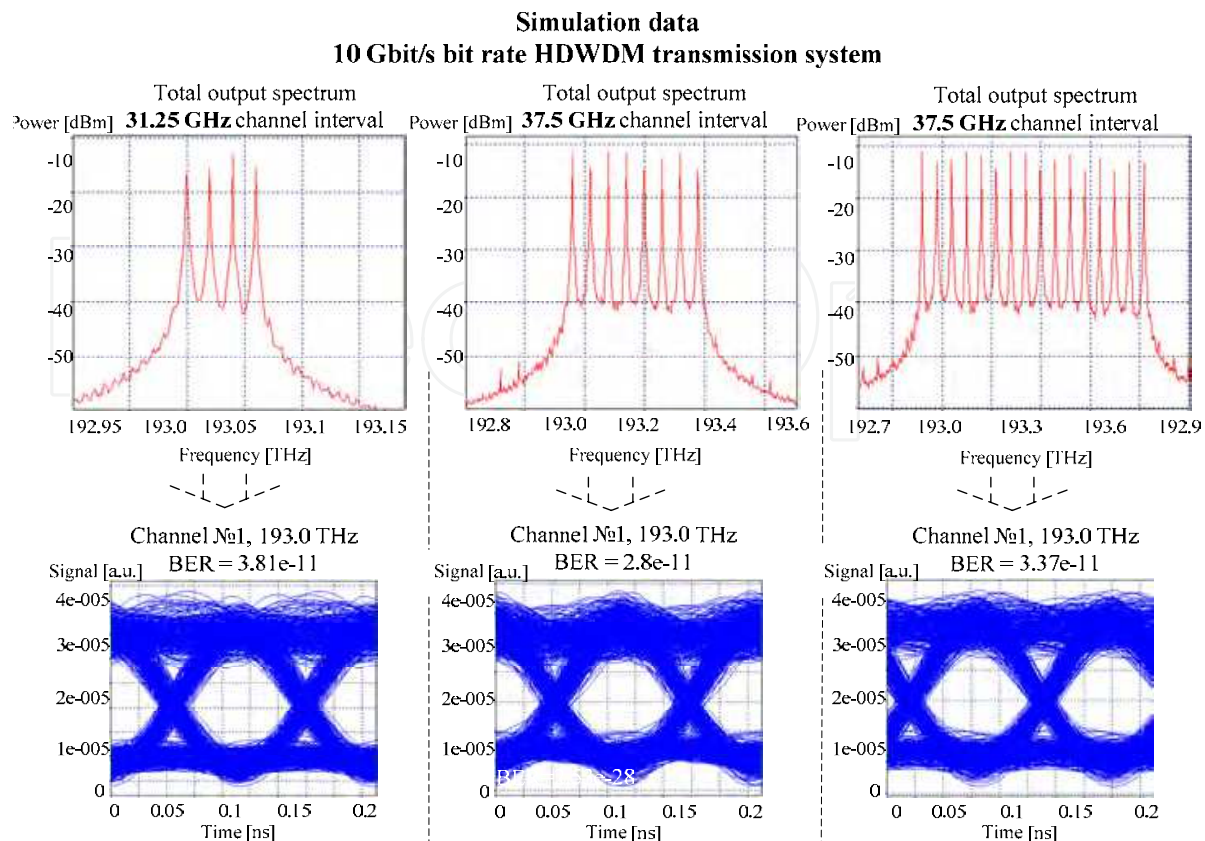 Simulation data
10 Gbit/s bit rate HDWDM transmission system
Total output spectrum
31.25 GHz channel interval
Power [dBm]
-10
-20
-30
-40
-50
192.95 193.0 193.05 193.1 193.15
Frequency [THz]
Total output spectrum
37.5 GHz channel interval
Power [dBm]
-10
-20
-30
-40
-50
192.8 193.0 193.2 193.4 193.6
Frequency [THz]
Total output spectrum
37.5 GHz channel interval
Power [dBm]
-10
-20
-30
-40
-50
192.7 193.0 193.3 193.6 192.9
Frequency [THz]
Channel №1, 193.0 THz
BER = 3.81e-11
Signal [a.u.]
4e-005
3e-005
2e-005
1e-005
0
0 0.05 0.1 0.15 0.2
Time [ns]
Channel №1, 193.0 THz
BER = 2.8e-11
Signal [a.u.]
4e-005
3e-005
2e-005
1e-005
0
0 0.05 0.1 0.15 0.2
Time [ns]
Channel №1, 193.0 THz
BER = 3.37e-11
Signal [a.u.]
4e-005
3e-005
2e-005
1e-005
0
0 0.05 0.1 0.15 0.2
Time [ns]